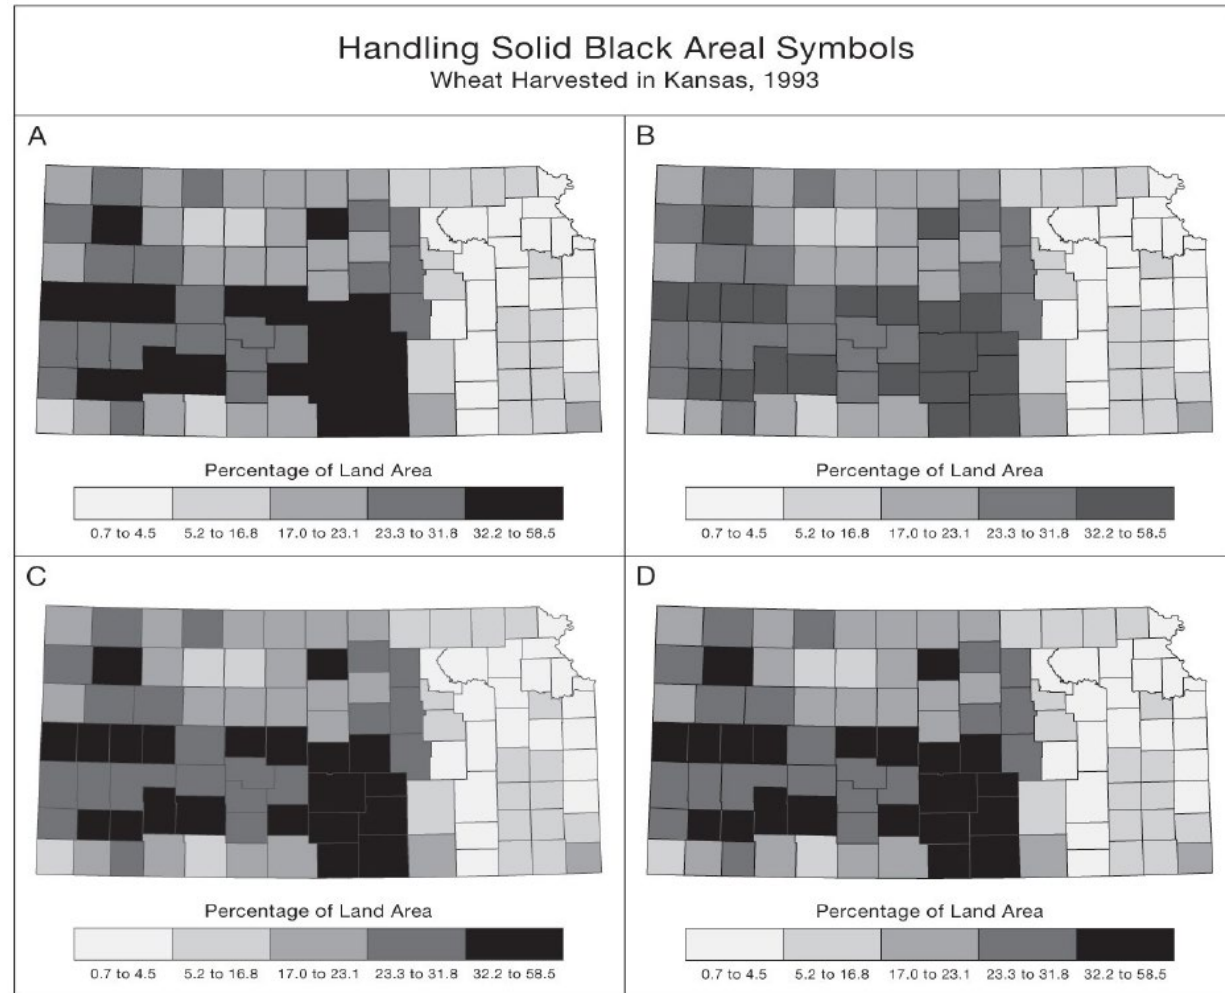 Handling Solid Black Areal Symbols
Wheat Harvested in Kansas, 1993
A
Percentage of Land Area
0.7 to 4.5 5.2 to 16.8 17.0 to 23.1 23.3 to 31.8 32.2 to 58.5
B
Percentage of Land Area
0.7 to 4.5 5.2 to 16.8 17.0 to 23.1 23.3 to 31.8 32.2 to 58.5
C
Percentage of Land Area
0.7 to 4.5 5.2 to 16.8 17.0 to 23.1 23.3 to 31.8 32.2 to 58.5
D
Percentage of Land Area
0.7 to 4.5 5.2 to 16.8 17.0 to 23.1 23.3 to 31.8 32.2 to 58.5